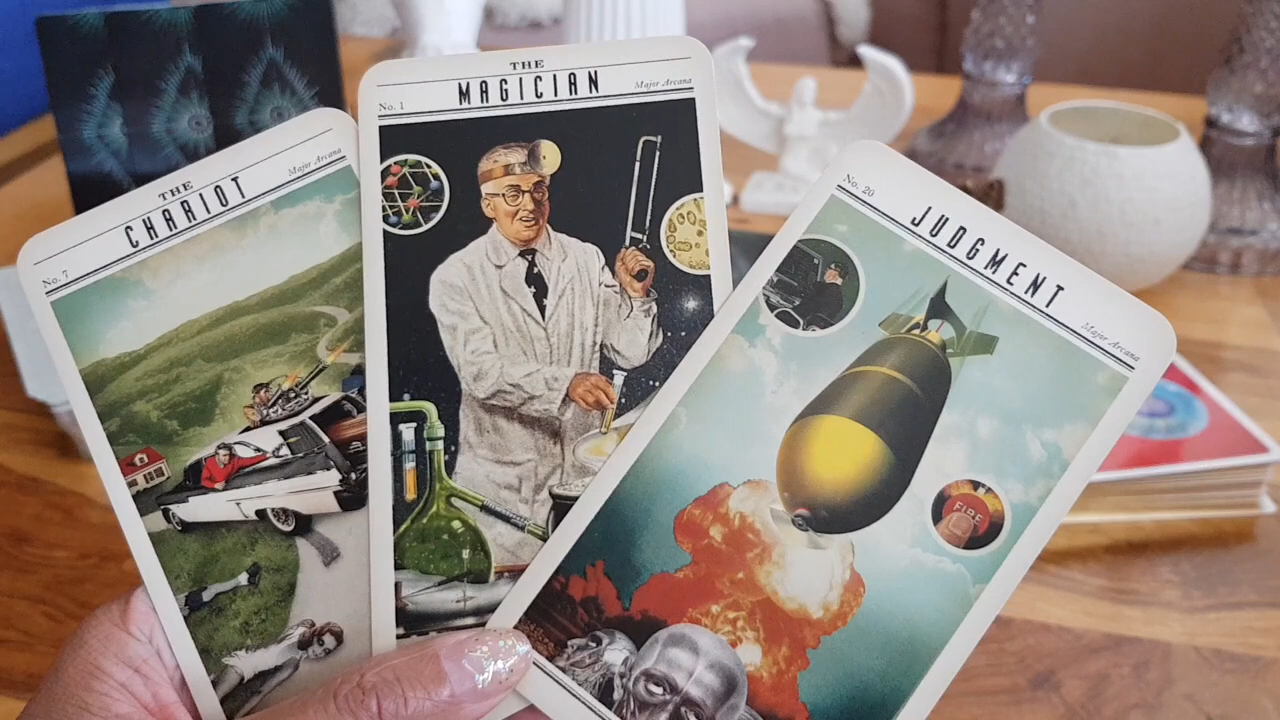 THE
CHARIOT
No. 7
Major Arcana
THE
MAGICIAN
No. 1
Major Arcana
No. 20
JUDGMENT
Major Arcana
FIRE